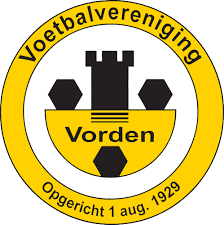 Voetbalvereniging
Vorden
Opgericht 1 aug. 1929